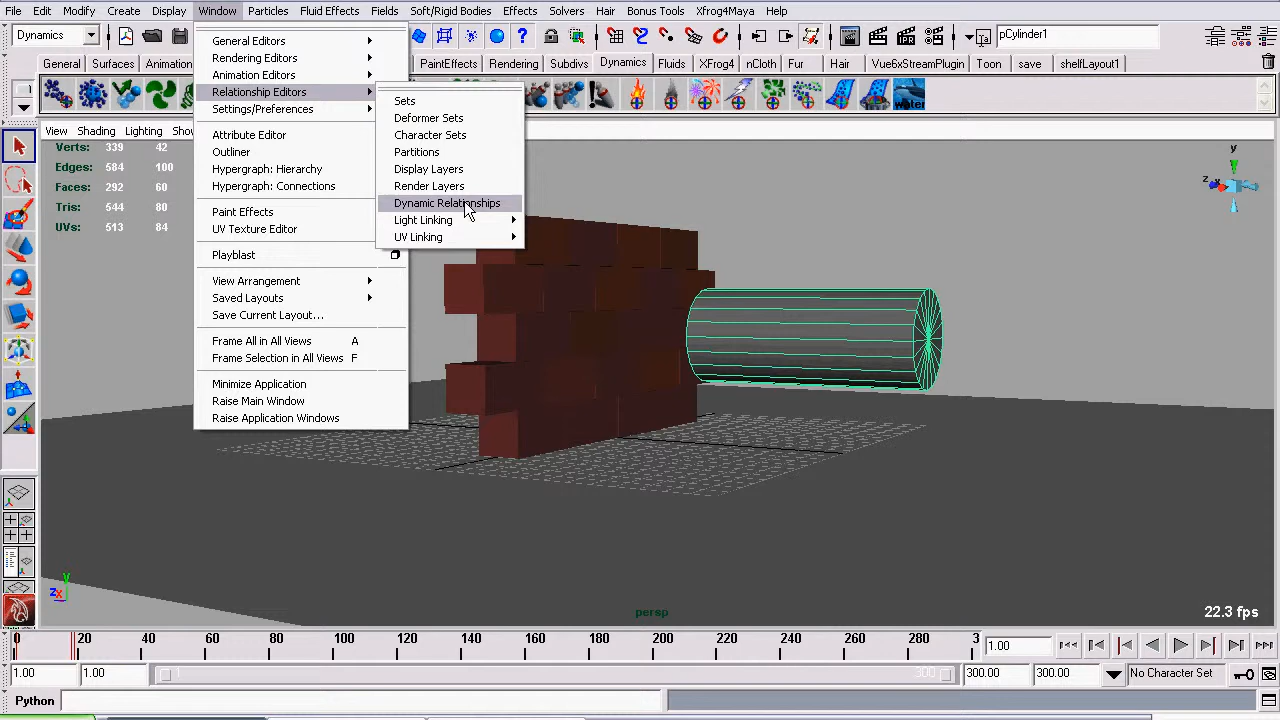 File Edit Modify Create Display Window Particles Fluid Effects Fields Soft/Rigid Bodies Effects Solvers Hair Bonus Tools Xfrog4Maya Help
Dynamics
pCylinder1
General Surfaces Animation PaintEffects Rendering Subdivs Dynamics Fluids XFrog4 nCloth Fur Hair Vue6xStreamPlugin Toon save shelfLayout1
water
View Shading Lighting Show
General Editors
Rendering Editors
Animation Editors
Relationship Editors
Settings/Preferences
Attribute Editor
Outliner
Hypergraph: Hierarchy
Hypergraph: Connections
Paint Effects
UV Texture Editor
Playblast
View Arrangement
Saved Layouts
Save Current Layout...
Frame All in All Views A
Frame Selection in All Views F
Minimize Application
Raise Main Window
Raise Application Windows
Sets
Deformer Sets
Character Sets
Partitions
Display Layers
Render Layers
Dynamic Relationships
Light Linking
UV Linking
Verts: 339 42
Edges: 584 100
Faces: 292 60
Tris: 544 80
UVs: 513 84
y
z
y
z x
persp
22.3 fps
0 20 40 60 80 100 120 140 160 180 200 220 240 260 280 3
1.00
1.00 1.00 1 300 300.00 300.00 No Character Set
Python